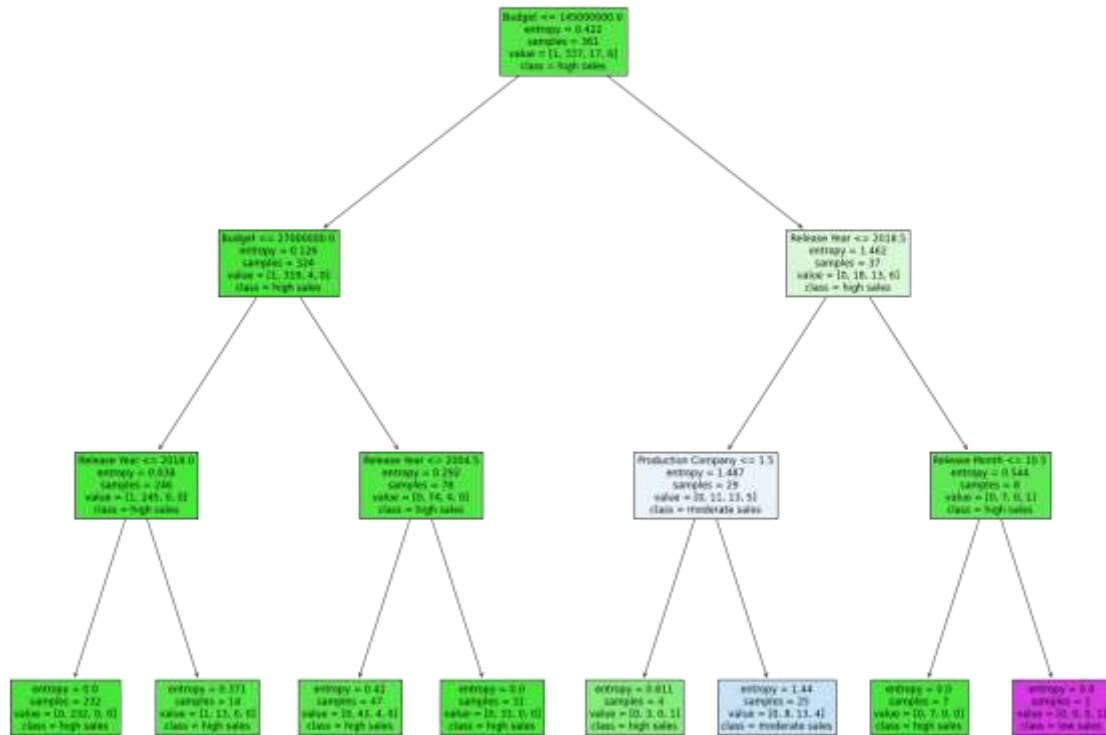 Budget <= 145000000.0
entropy = 0.422
samples = 361
value = [1, 337, 17, 6]
class = high sales
Budget <= 27000000.0
entropy = 0.126
samples = 324
value = [1, 319, 4, 0]
class = high sales
Release Year <= 2018.5
entropy = 1.462
samples = 37
value = [0, 18, 13, 6]
class = high sales
Release Year <=
entropy = 0.038
samples = 246
value = [1, 245, 0, 0]
class = high sales
Release Year <= 2004.5
entropy = 0.292
samples = 78
value = [0, 74, 4, 0]
class = high sales
Production Company <= 1.5
entropy = 1.487
samples = 29
value = [0, 11, 13, 5]
class = moderate sales
Release Month <= 10.5
entropy = 0.544
samples = 8
value = [0, 7, 0, 1]
class = high sales
entropy = 0.0
samples = 232
value = [0, 232, 0, 0]
class = high sales
entropy = 0.371
samples = 14
value = [1, 13, 0, 0]
class = high sales
entropy = 0.42
samples = 47
value = [0, 43, 4, 0]
class = high sales
entropy = 0.0
samples = 31
value = [0, 31, 0, 0]
class = high sales
entropy = 0.811
samples = 4
value = [0, 3, 0, 1]
class = high sales
entropy = 1.44
samples = 25
value = [0, 8, 13, 4]
class = moderate sales
entropy = 0.0
samples = 7
value = [0, 7, 0, 0]
class = high sales
entropy = 0.0
samples = 1
value = [0, 0, 0, 1]
class = low sales